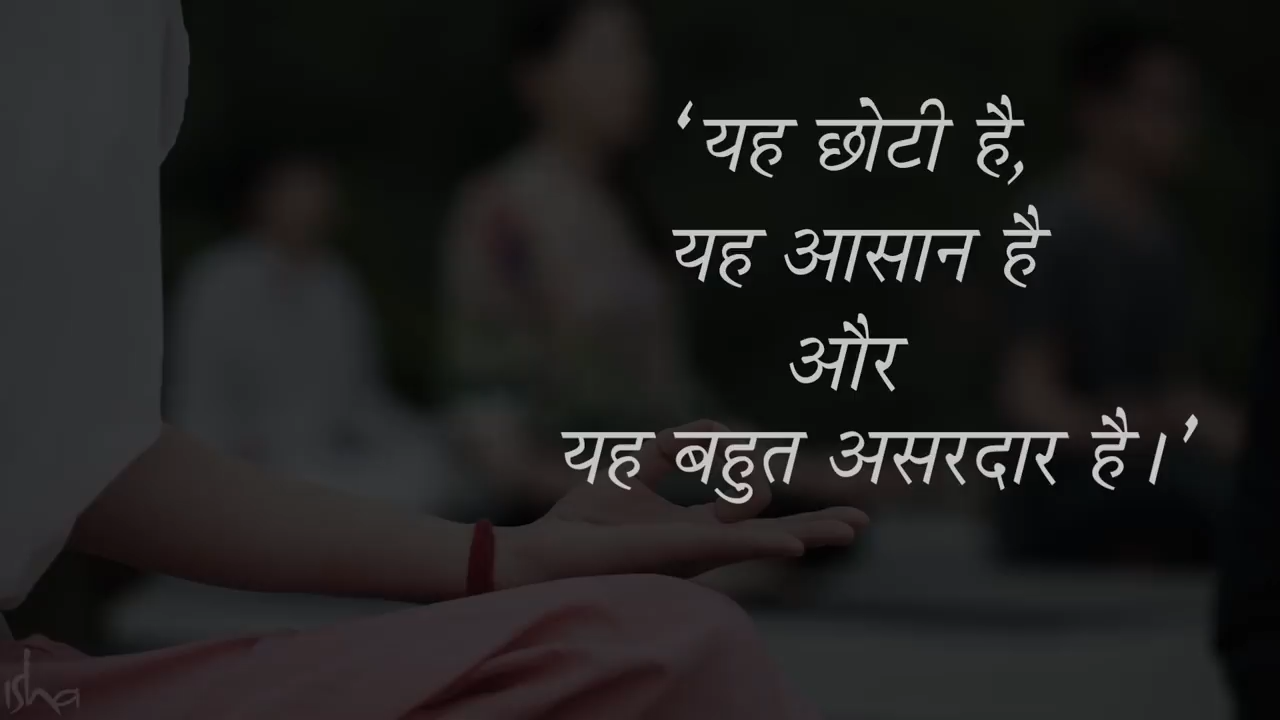 ‘यह छोटी है,
यह आसान है
और
यह बहुत असरदार है।’
isha